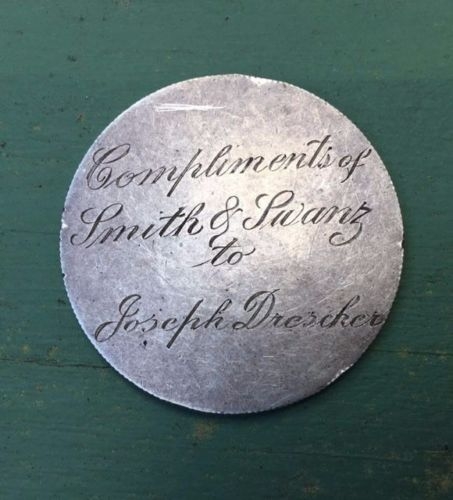 Compliments of
Smith & Swanz
to
Joseph Drescher